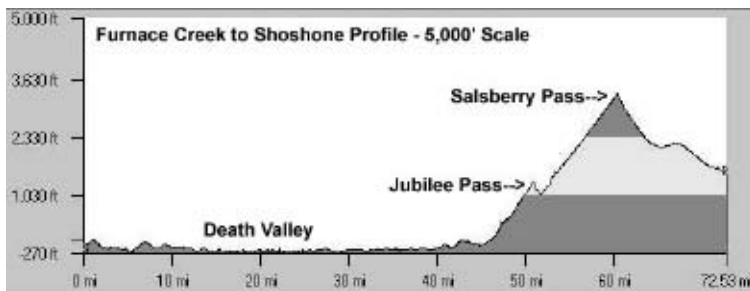 5,000 ft
Furnace Creek to Shoshone Profile - 5,000' Scale
3,630 ft
Salsberry Pass-->
2,330 ft
Jubilee Pass-->
1,030 ft
Death Valley
-270 ft
0 mi 10 mi 20 mi 30 mi 40 mi 50 mi 60 mi 72.53 m